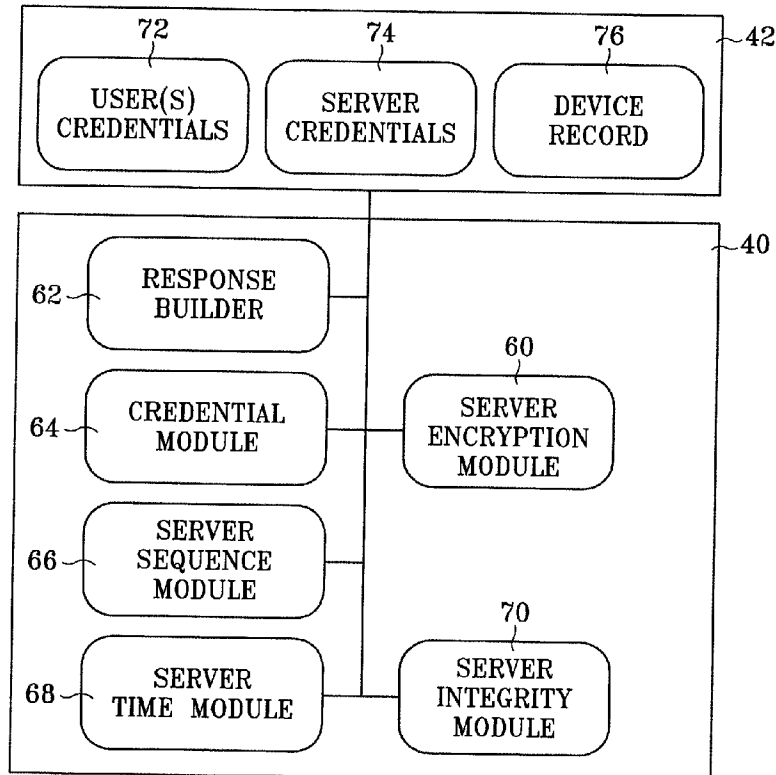 72
74
76
42
USER(S)
CREDENTIALS
SERVER
CREDENTIALS
DEVICE
RECORD
40
62
RESPONSE
BUILDER
60
64
CREDENTIAL
MODULE
SERVER
ENCRYPTION
MODULE
66
SERVER
SEQUENCE
MODULE
70
68
SERVER
TIME MODULE
SERVER
INTEGRITY
MODULE